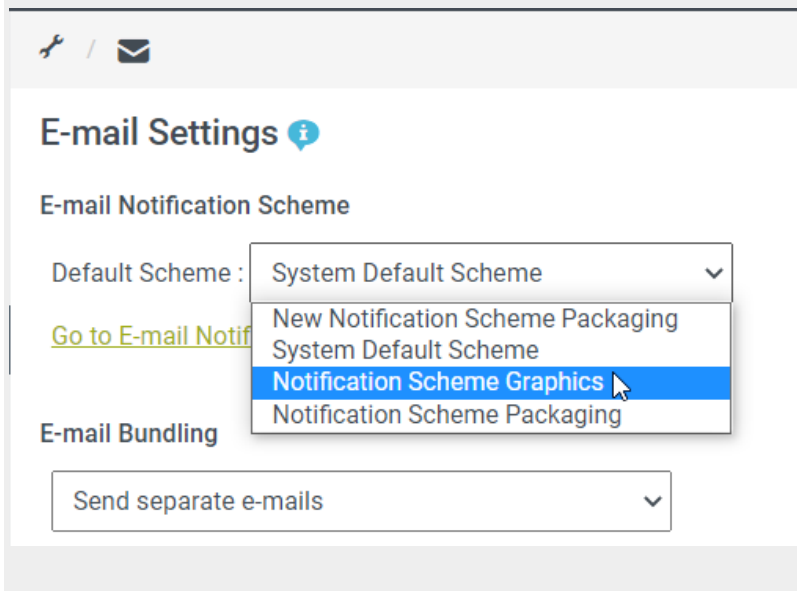 /
E-mail Settings i
E-mail Notification Scheme
Default Scheme : System Default Scheme
New Notification Scheme Packaging
Go to E-mail Notif
System Default Scheme
Notification Scheme Graphics
Notification Scheme Packaging
E-mail Bundling
Send separate e-mails